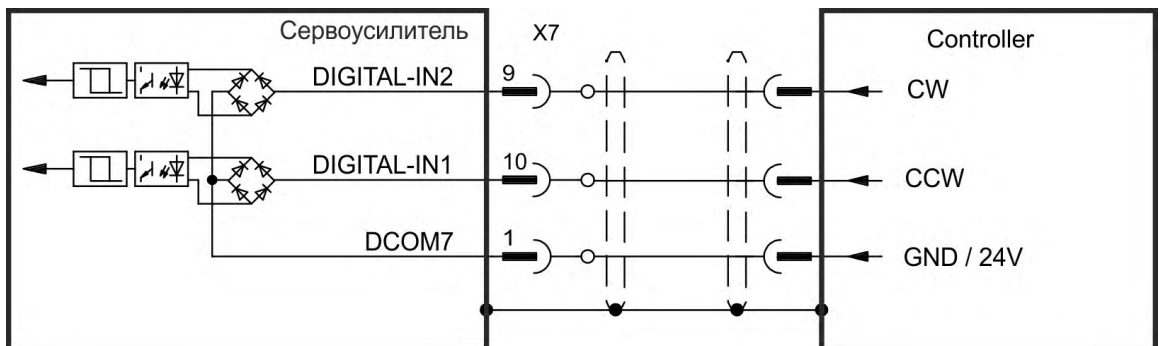 Сервоусилитель X7 Controller
DIGITAL-IN2 9 CW
DIGITAL-IN1 10 CCW
DCOM7 1 GND / 24V